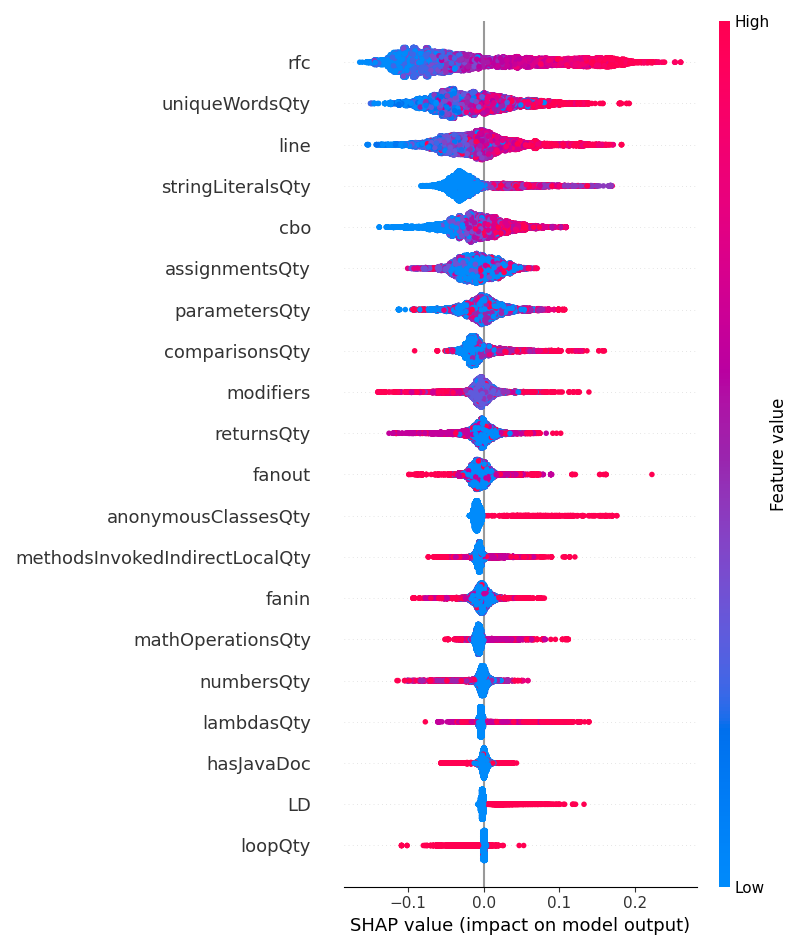 High
rfc
uniqueWordsQty
line
stringLiteralsQty
cbo
assignmentsQty
parametersQty
comparisonsQty
modifiers
returnsQty
fanout
anonymousClassesQty
methodsInvokedIndirectLocalQty
fanin
mathOperationsQty
numbersQty
lambdasQty
hasJavaDoc
LD
loopQty
Feature value
Low
−0.1 0.0 0.1 0.2
SHAP value (impact on model output)